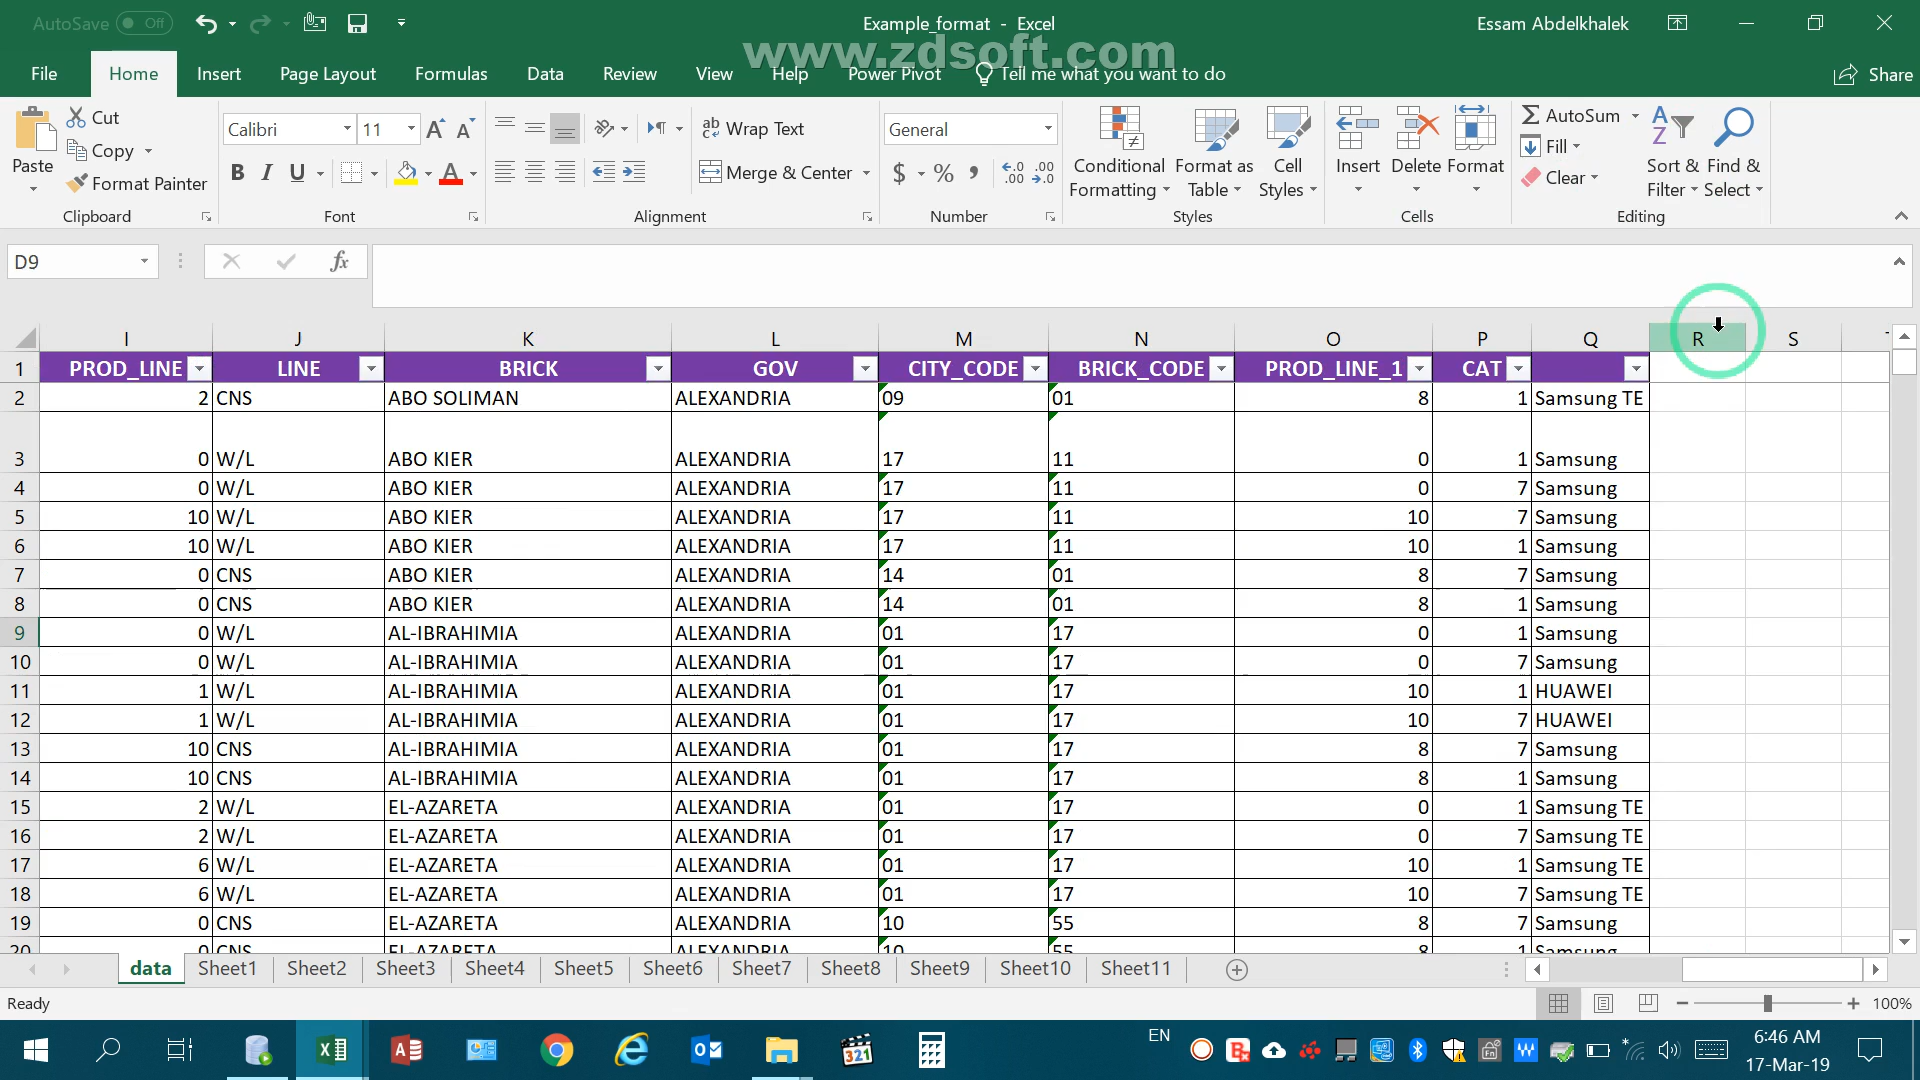 AutoSave Off
Example_format - Excel
Essam Abdelkhalek
www.zdsoft.com
File Home Insert Page Layout Formulas Data Review View Help Power Pivot Tell me what you want to do Share
Paste
Cut
Copy
Format Painter
Clipboard
Calibri 11
B I U
Font
Wrap Text
Merge & Center
Alignment
General
$ % ,
Number
Conditional Formatting
Format as Table
Cell Styles
Styles
Insert Delete Format
Cells
AutoSum
Fill
Clear
Sort & Filter
Find & Select
Editing
D9 fx
I J K L M N O P Q R S
1 PROD_LINE LINE BRICK GOV CITY_CODE BRICK_CODE PROD_LINE_1 CAT
2 2 CNS ABO SOLIMAN ALEXANDRIA 09 01 8 1 Samsung TE
3 0 W/L ABO KIER ALEXANDRIA 17 11 0 1 Samsung
4 0 W/L ABO KIER ALEXANDRIA 17 11 0 7 Samsung
5 10 W/L ABO KIER ALEXANDRIA 17 11 10 7 Samsung
6 10 W/L ABO KIER ALEXANDRIA 17 11 10 1 Samsung
7 0 CNS ABO KIER ALEXANDRIA 14 01 8 7 Samsung
8 0 CNS ABO KIER ALEXANDRIA 14 01 8 1 Samsung
9 0 W/L AL-IBRAHIMIA ALEXANDRIA 01 17 0 1 Samsung
10 0 W/L AL-IBRAHIMIA ALEXANDRIA 01 17 0 7 Samsung
11 1 W/L AL-IBRAHIMIA ALEXANDRIA 01 17 10 1 HUAWEI
12 1 W/L AL-IBRAHIMIA ALEXANDRIA 01 17 10 7 HUAWEI
13 10 CNS AL-IBRAHIMIA ALEXANDRIA 01 17 8 7 Samsung
14 10 CNS AL-IBRAHIMIA ALEXANDRIA 01 17 8 1 Samsung
15 2 W/L EL-AZARETA ALEXANDRIA 01 17 0 1 Samsung TE
16 2 W/L EL-AZARETA ALEXANDRIA 01 17 0 7 Samsung TE
17 6 W/L EL-AZARETA ALEXANDRIA 01 17 10 1 Samsung TE
18 6 W/L EL-AZARETA ALEXANDRIA 01 17 10 7 Samsung TE
19 0 CNS EL-AZARETA ALEXANDRIA 10 55 8 7 Samsung
20 0 CNS EL-AZARETA ALEXANDRIA 10 55 8 1 Samsung
data Sheet1 Sheet2 Sheet3 Sheet4 Sheet5 Sheet6 Sheet7 Sheet8 Sheet9 Sheet10 Sheet11
Ready 100%
EN
6:46 AM
17-Mar-19